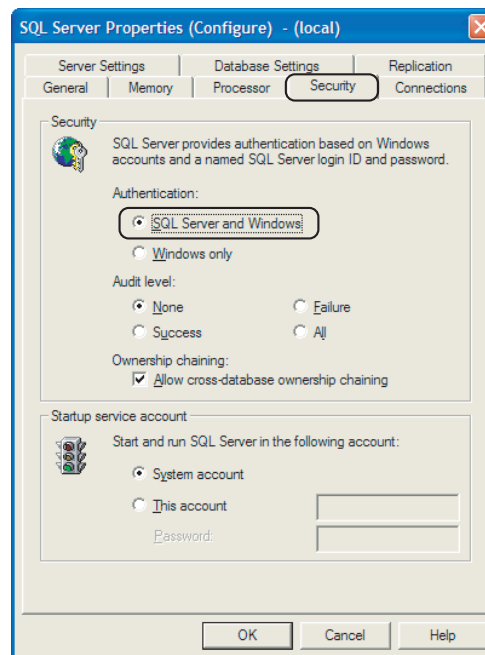 SQL Server Properties (Configure) - (local)
Server Settings Database Settings Replication
General Memory Processor Security Connections
Security
SQL Server provides authentication based on Windows
accounts and a named SQL Server login ID and password.
Authentication:
SQL Server and Windows
Windows only
Audit level:
None Failure
Success All
Ownership chaining:
Allow cross-database ownership chaining
Startup service account
Start and run SQL Server in the following account:
System account
This account
Password:
OK Cancel Help